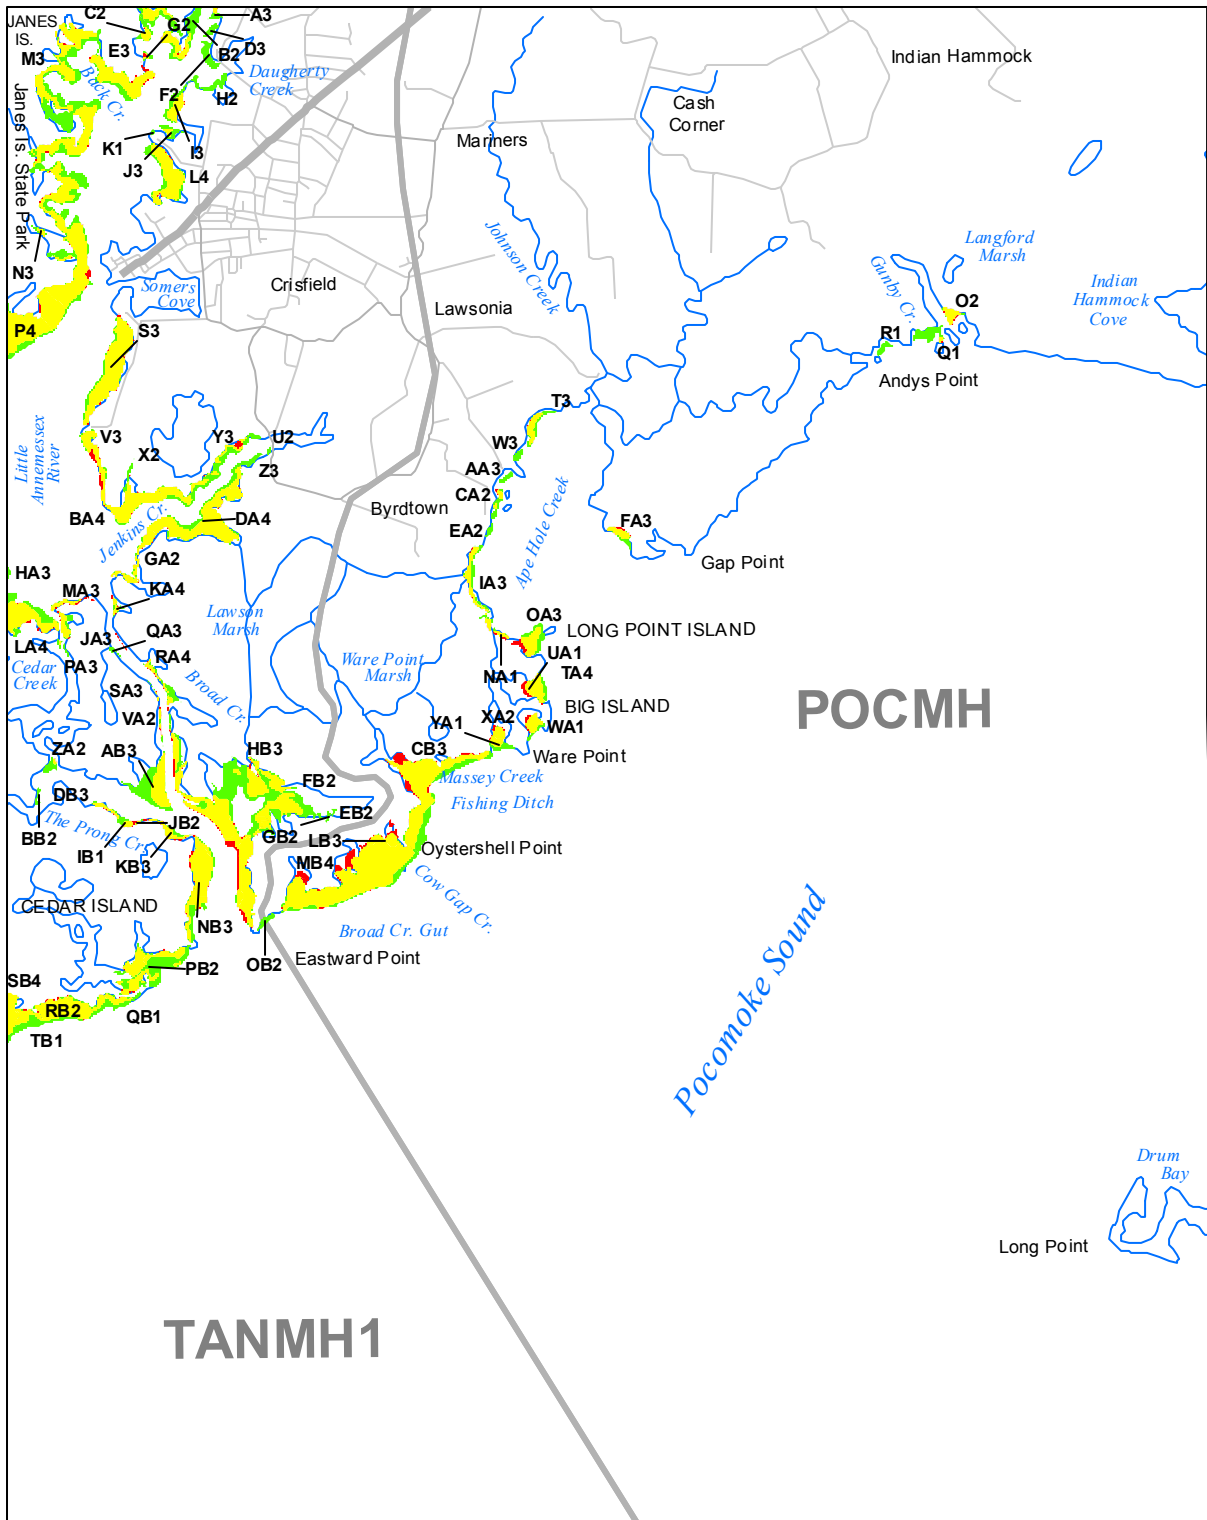 JANES
IS.
C2
G2
A3
E3
B2
D3
M3
Back Cr.
F2
H2
Daugherty
Creek
Indian Hammock
Cash
Corner
Mariners
K1
J3
I3
L4
Janes Is. State Park
N3
P4
Somers
Cove
Crisfield
Lawsonia
Johnson Creek
Langford
Marsh
Gunby Cr.
Indian
Hammock
Cove
O2
R1
Q1
Andys Point
S3
T3
Little
Annemessex
River
V3
X2
Y3
U2
Z3
W3
AA3
CA2
BA4
Jenkins Cr.
DA4
Byrdtown
EA2
Ape Hole Creek
FA3
Gap Point
GA2
HA3
MA3
KA4
IA3
Lawson
Marsh
OA3
LONG POINT ISLAND
LA4
JA3
QA3
Cedar
Creek
PA3
RA4
Ware Point
Marsh
NA1
UA1
TA4
SA3
Broad Cr.
BIG ISLAND
VA2
YA1
XA2
WA1
Ware Point
POCMH
ZA2
AB3
HB3
CB3
Massey Creek
FB2
Fishing Ditch
DB3
EB2
BB2
The Prong Cr.
JB2
GB2
LB3
IB1
KB3
MB4
Oystershell Point
Cow Gap Cr.
CEDAR ISLAND
NB3
Broad Cr. Gut
OB2
Eastward Point
PB2
SB4
RB2
QB1
TB1
Pocomoke Sound
Drum
Bay
Long Point
TANMH1